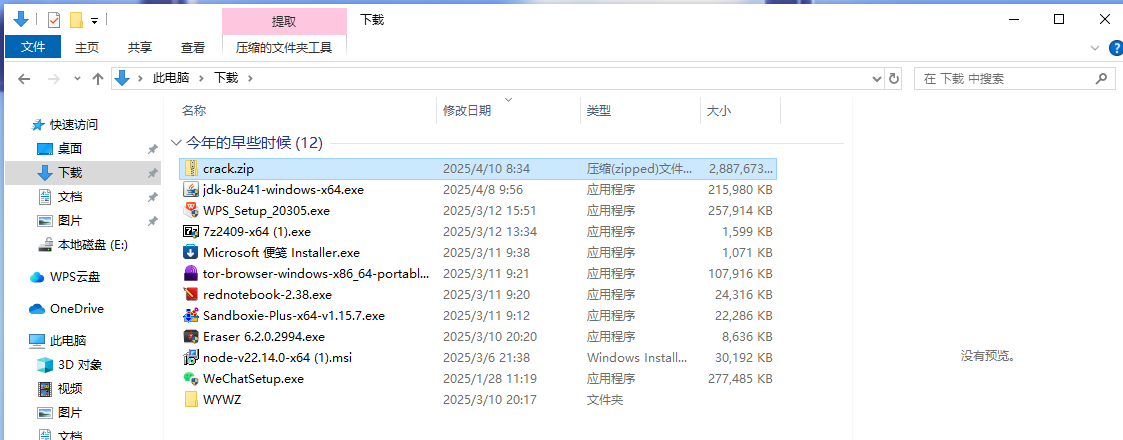 提取 下载
文件 主页 共享 查看 压缩的文件夹工具
此电脑 下载 在 下载 中搜索
名称 修改日期 类型 大小
快速访问
桌面
下载
文档
图片
本地磁盘 (E:)
WPS云盘
OneDrive
此电脑
3D 对象
视频
图片
文档
今年的早些时候 (12)
crack.zip 2025/4/10 8:34 压缩(zipped)文件... 2,887,673...
jdk-8u241-windows-x64.exe 2025/4/8 9:56 应用程序 215,980 KB
WPS_Setup_20305.exe 2025/3/12 15:51 应用程序 257,914 KB
7z2409-x64 (1).exe 2025/3/12 13:34 应用程序 1,599 KB
Microsoft 便笺 Installer.exe 2025/3/11 9:38 应用程序 1,071 KB
tor-browser-windows-x86_64-portabl... 2025/3/11 9:21 应用程序 107,916 KB
rednotebook-2.38.exe 2025/3/11 9:20 应用程序 24,316 KB
Sandboxie-Plus-x64-v1.15.7.exe 2025/3/11 9:12 应用程序 22,286 KB
Eraser 6.2.0.2994.exe 2025/3/10 20:20 应用程序 8,636 KB
node-v22.14.0-x64 (1).msi 2025/3/6 21:38 Windows Install... 30,192 KB
WeChatSetup.exe 2025/1/28 11:19 应用程序 277,485 KB
WYWZ 2025/3/10 20:17 文件夹
没有预览。